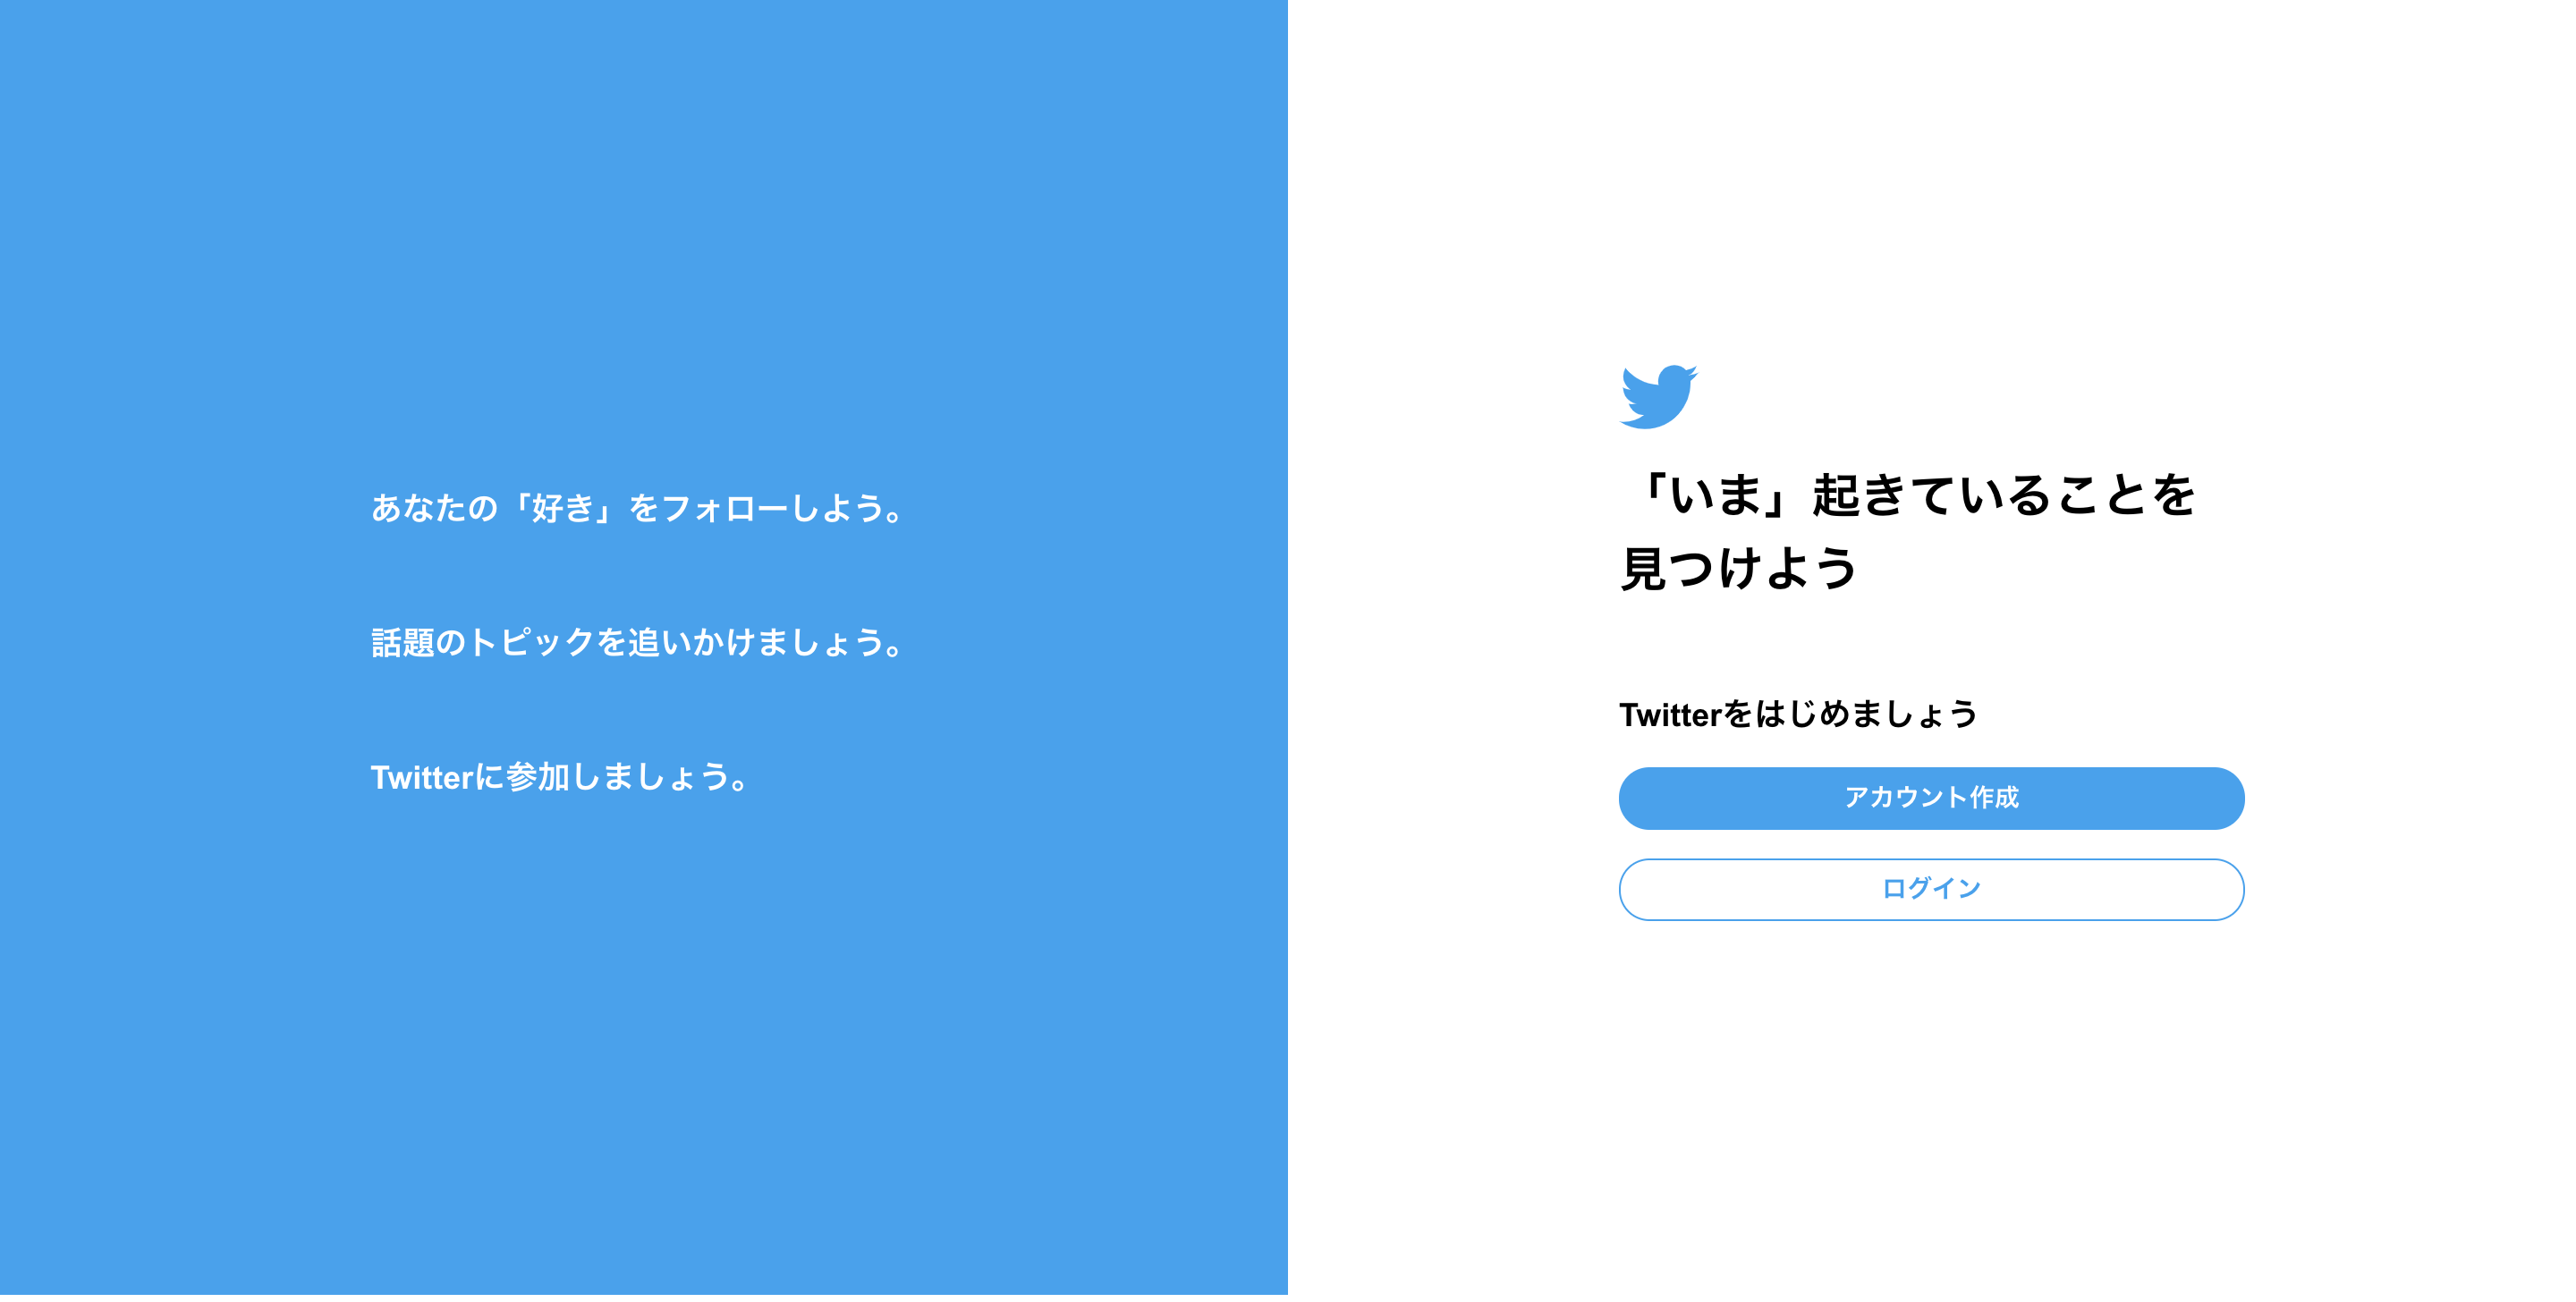 あなたの「好き」をフォローしよう。
話題のトピックを追いかけましょう。
Twitterに参加しましょう。
「いま」起きていることを
見つけよう
Twitterをはじめましょう
アカウント作成
ログイン